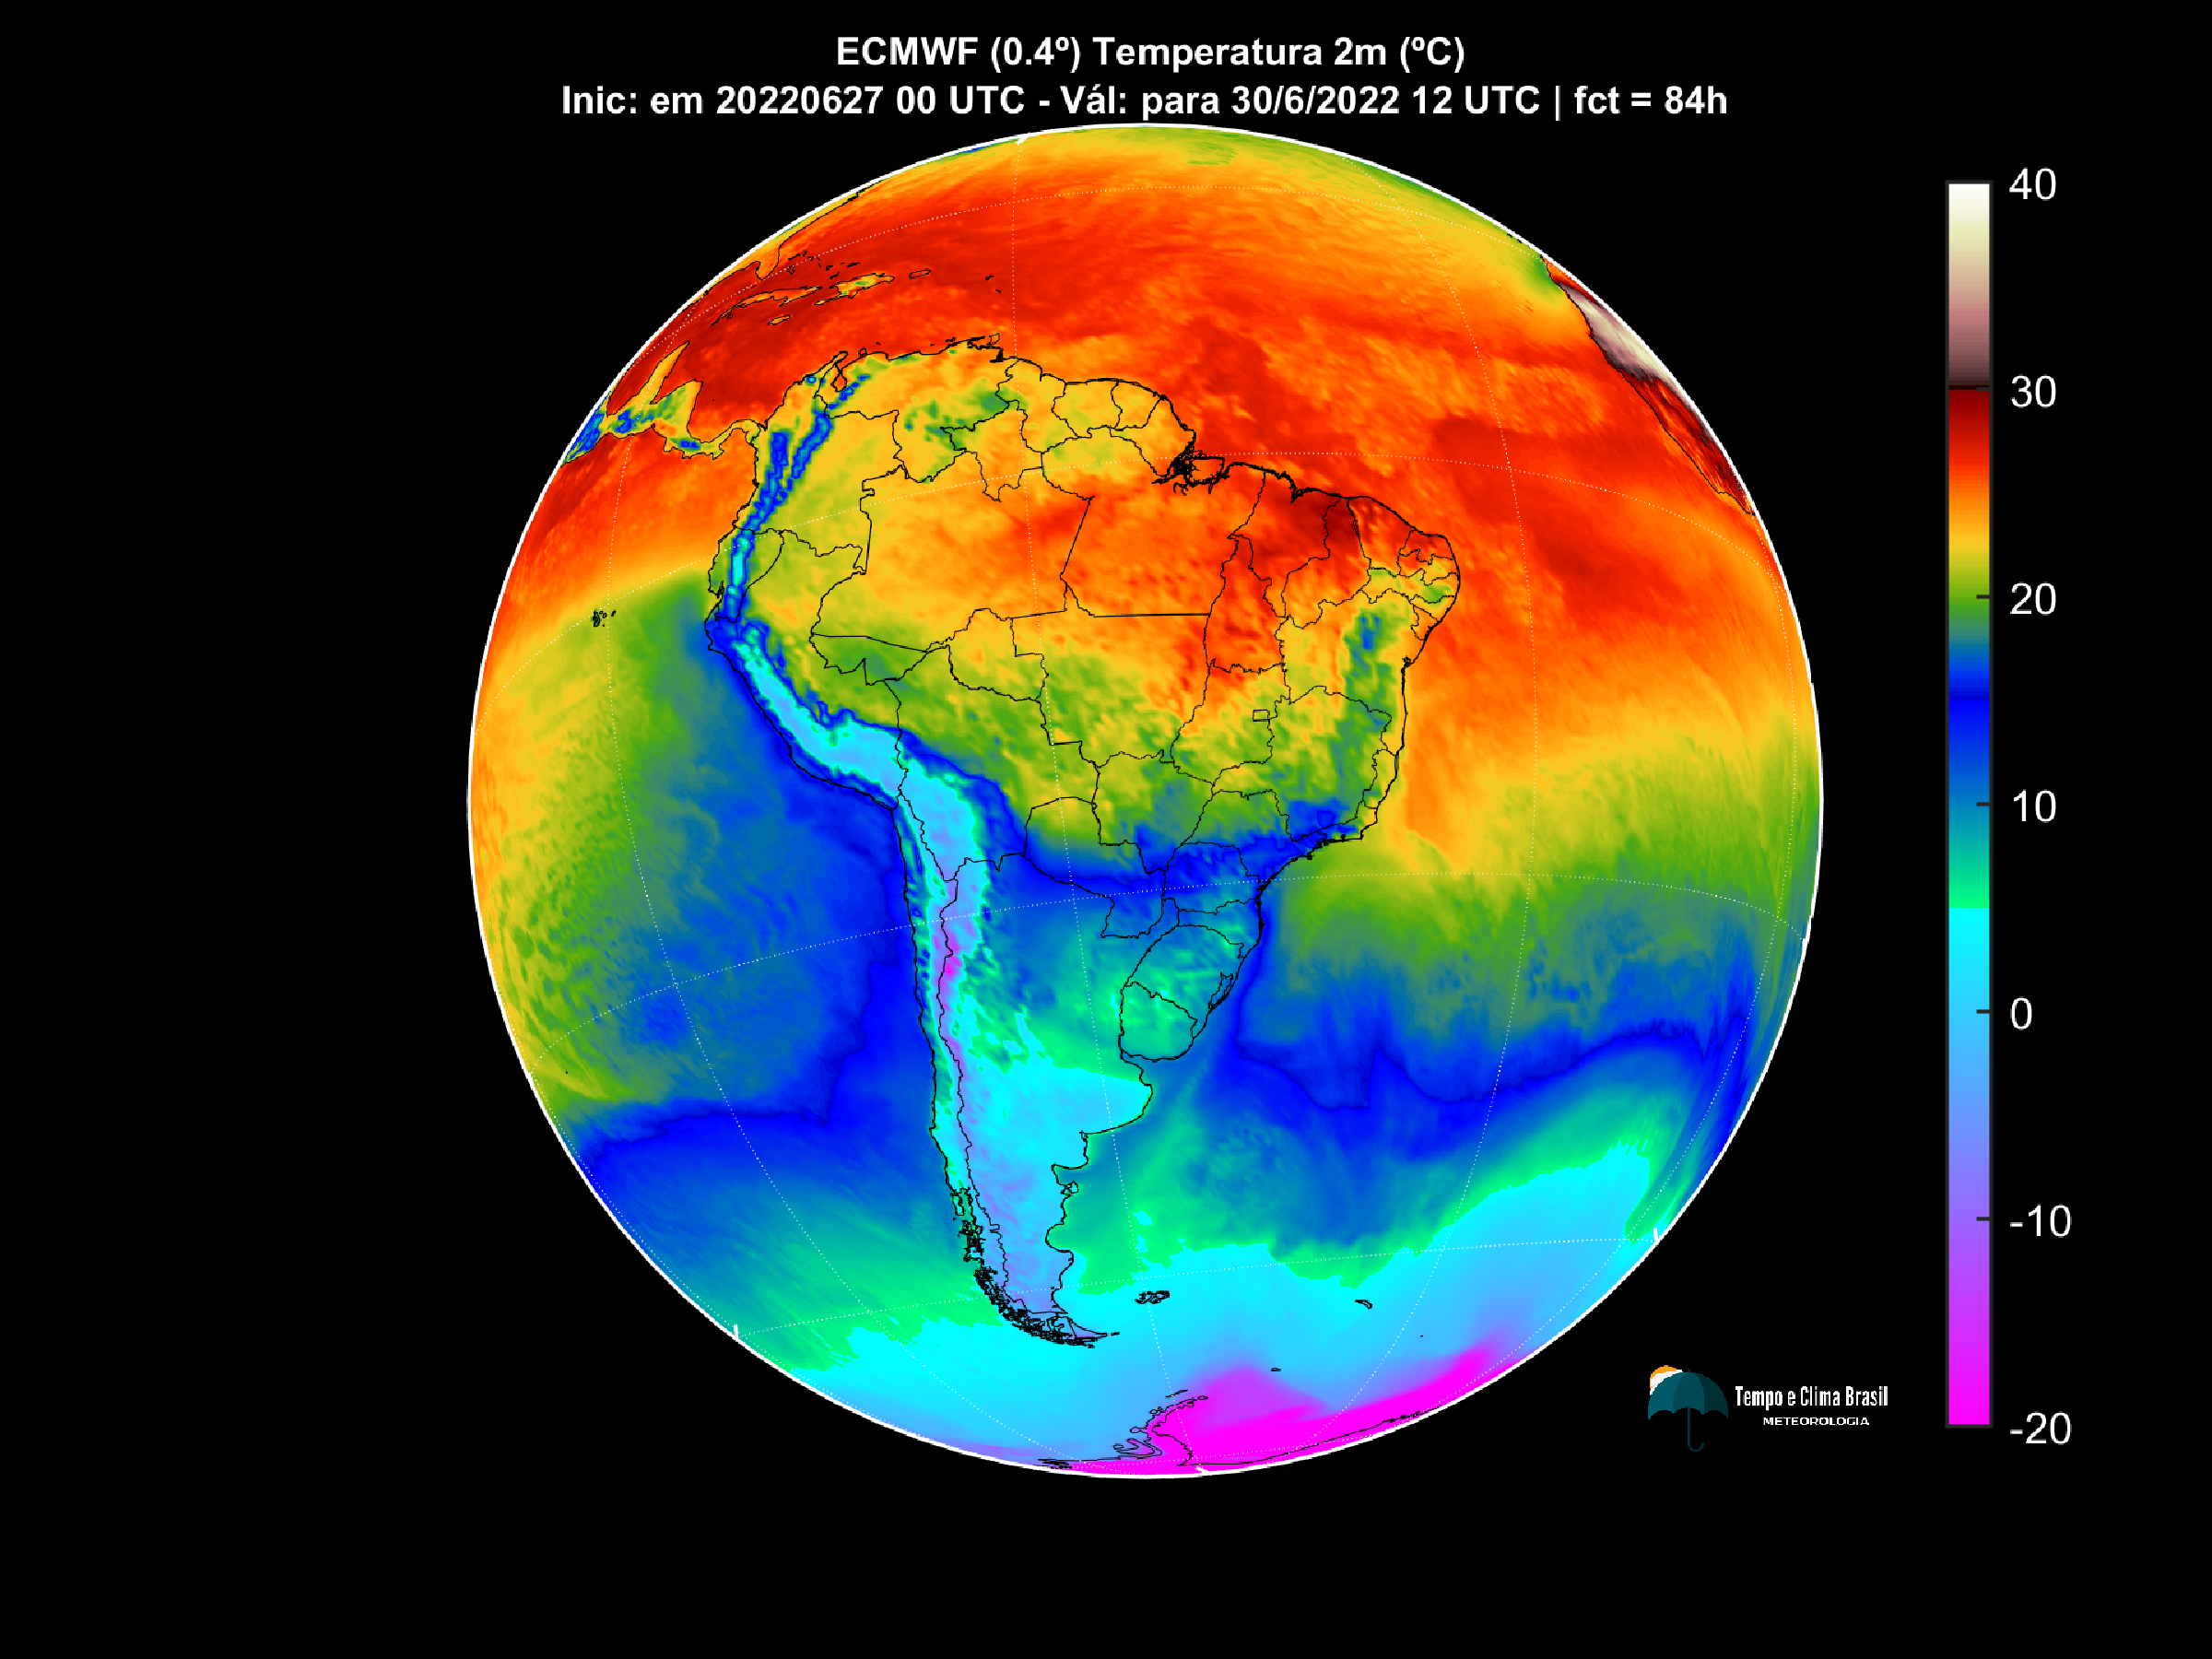 ECMWF (0.4º) Temperatura 2m (ºC)
Inic: em 20220627 00 UTC - Vál: para 30/6/2022 12 UTC | fct = 84h
40
30
20
10
0
-10
-20
Tempo e Clima Brasil
METEOROLOGIA